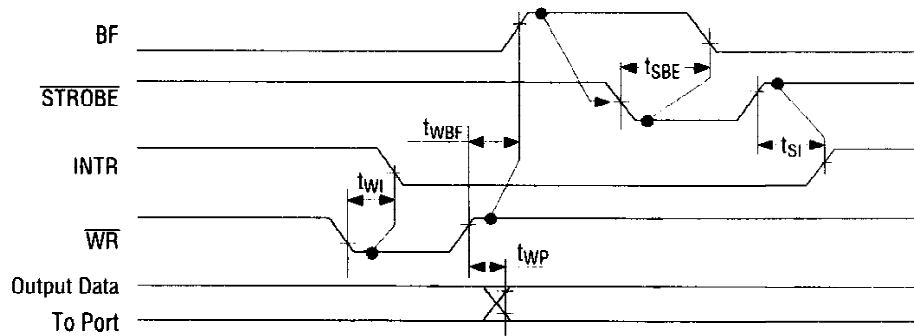 BF
t_SBE
STROBE
t_WBF
INTR
t_SI
t_WI
WR
t_WP
Output Data
To Port